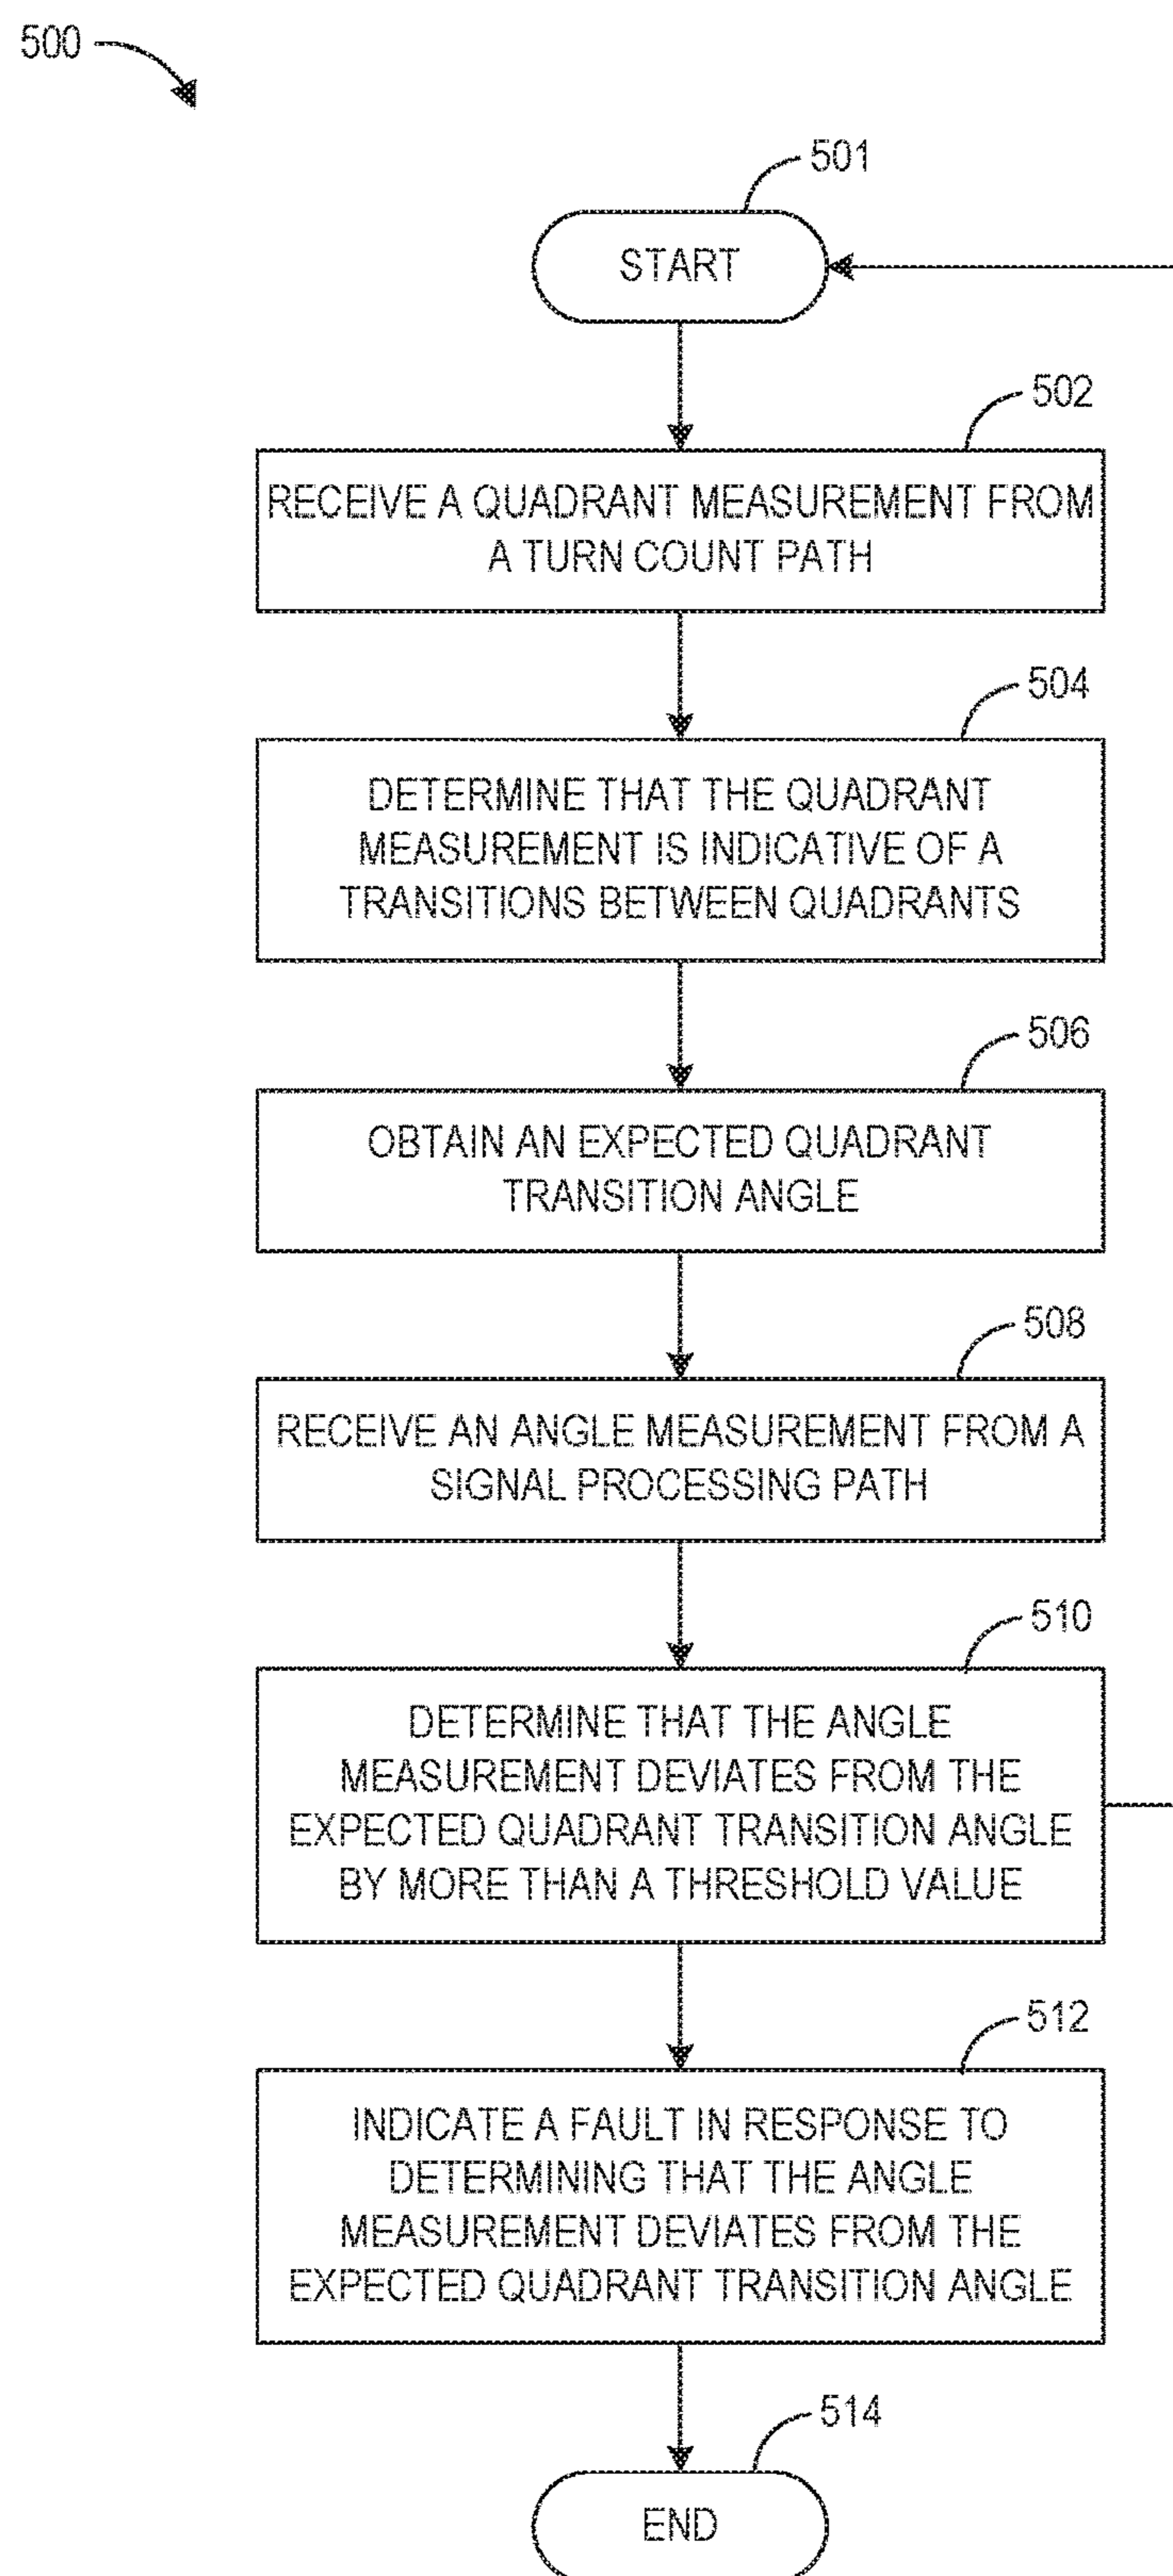 500
501
START
502
RECEIVE A QUADRANT MEASUREMENT FROM
A TURN COUNT PATH
504
DETERMINE THAT THE QUADRANT
MEASUREMENT IS INDICATIVE OF A
TRANSITIONS BETWEEN QUADRANTS
506
OBTAIN AN EXPECTED QUADRANT
TRANSITION ANGLE
508
RECEIVE AN ANGLE MEASUREMENT FROM A
SIGNAL PROCESSING PATH
510
DETERMINE THAT THE ANGLE
MEASUREMENT DEVIATES FROM THE
EXPECTED QUADRANT TRANSITION ANGLE
BY MORE THAN A THRESHOLD VALUE
512
INDICATE A FAULT IN RESPONSE TO
DETERMINING THAT THE ANGLE
MEASUREMENT DEVIATES FROM THE
EXPECTED QUADRANT TRANSITION ANGLE
514
END